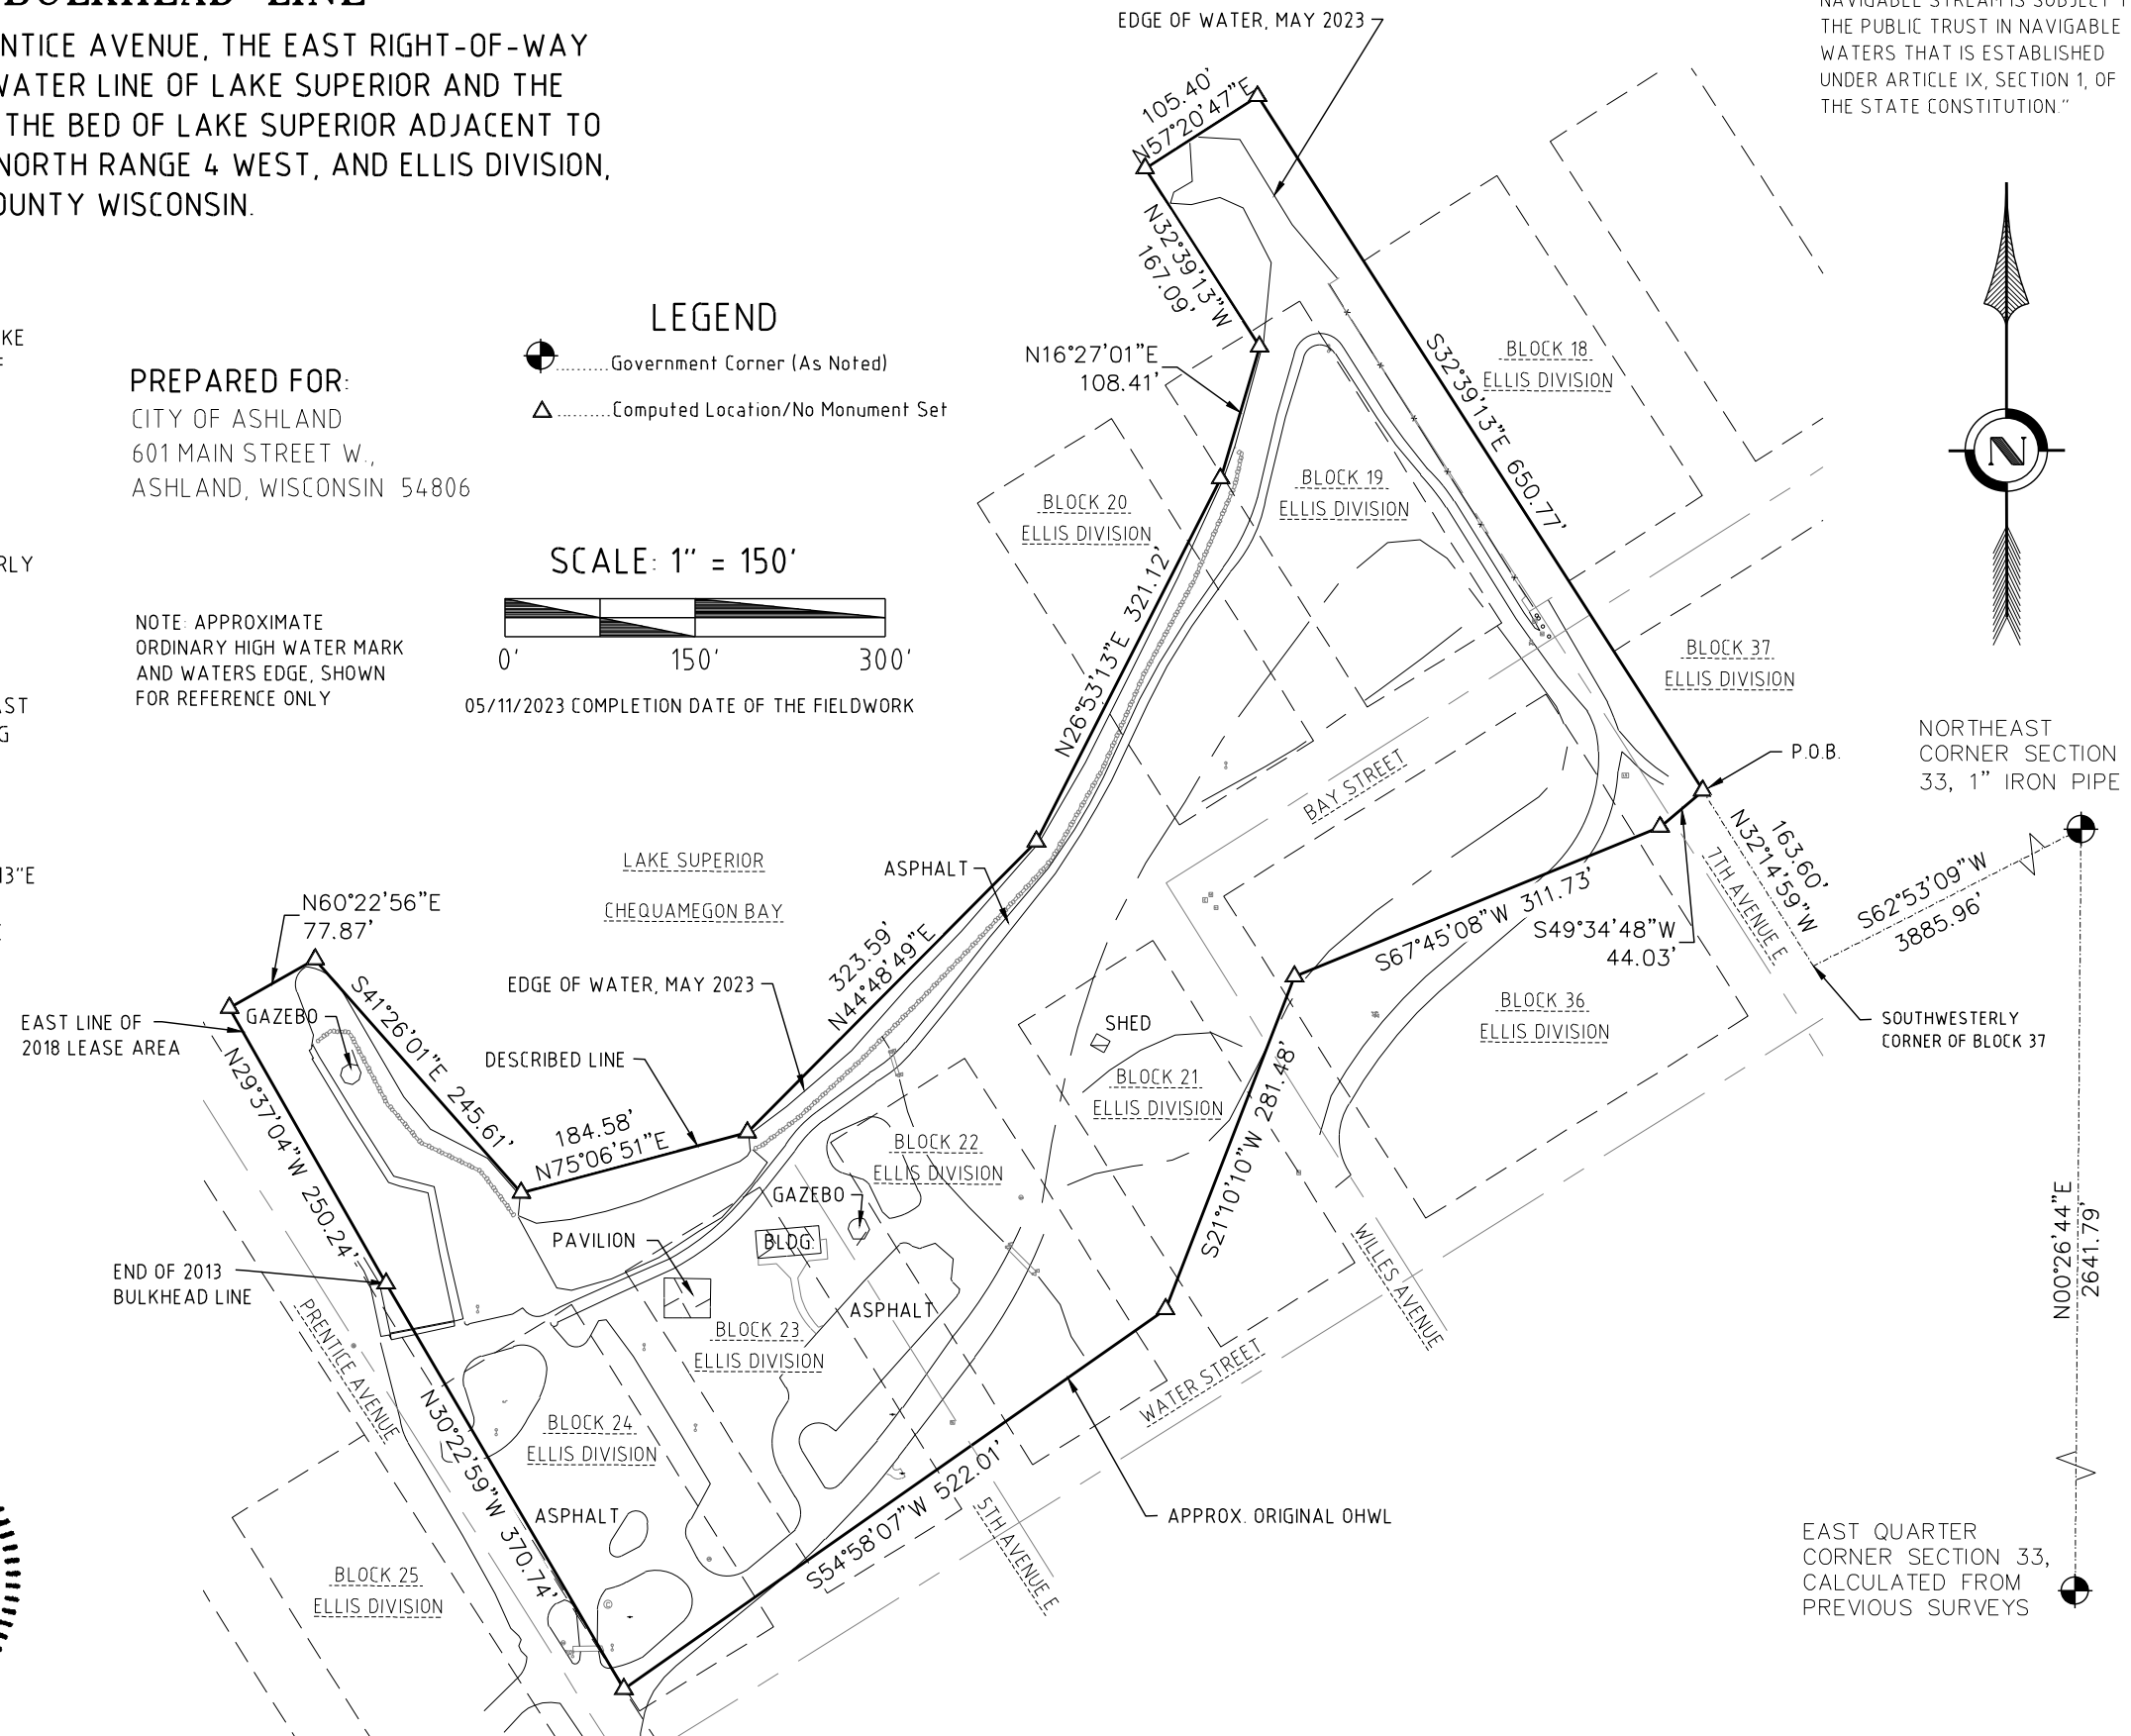 BULKHEAD LINE
NTICE AVENUE, THE EAST RIGHT-OF-WAY
WATER LINE OF LAKE SUPERIOR AND THE
THE BED OF LAKE SUPERIOR ADJACENT TO
NORTH RANGE 4 WEST, AND ELLIS DIVISION,
OUNTY WISCONSIN.
NAVIGABLE STREAM IS SUBJECT T
THE PUBLIC TRUST IN NAVIGABLE
WATERS THAT IS ESTABLISHED
UNDER ARTICLE IX, SECTION 1, OF
THE STATE CONSTITUTION."
KE
RLY
AST
G
13"E
PREPARED FOR:
CITY OF ASHLAND
601 MAIN STREET W.,
ASHLAND, WISCONSIN 54806
LEGEND
Government Corner (As Noted)
Computed Location/No Monument Set
SCALE: 1" = 150'
0' 150' 300'
05/11/2023 COMPLETION DATE OF THE FIELDWORK
NOTE: APPROXIMATE
ORDINARY HIGH WATER MARK
AND WATERS EDGE, SHOWN
FOR REFERENCE ONLY
EDGE OF WATER, MAY 2023
105.40'
N57°20'47"E
N32°39'13"W
167.09'
N16°27'01"E
108.41'
S32°39'13"E 650.77'
BLOCK 18
ELLIS DIVISION
BLOCK 19
ELLIS DIVISION
BLOCK 20
ELLIS DIVISION
N26°53'13"E 321.12'
BLOCK 37
ELLIS DIVISION
N
P.O.B.
NORTHEAST
CORNER SECTION
33, 1" IRON PIPE
BAY STREET
163.60'
N32°14'59"W
7TH AVENUE E
S62°53'09"W
3885.96'
S67°45'08"W 311.73'
S49°34'48"W
44.03'
BLOCK 36
ELLIS DIVISION
SOUTHWESTERLY
CORNER OF BLOCK 37
LAKE SUPERIOR
CHEQUAMEGON BAY
ASPHALT
323.59'
N44°48'49"E
EDGE OF WATER, MAY 2023
DESCRIBED LINE
N60°22'56"E
77.87'
GAZEBO
EAST LINE OF
2018 LEASE AREA
S41°26'01"E 245.61'
N29°37'04"W 250.24'
184.58'
N75°06'51"E
SHED
BLOCK 21
ELLIS DIVISION
S21°10'10"W 281.48'
BLOCK 22
ELLIS DIVISION
GAZEBO
PAVILION
BLDG.
ASPHALT
BLOCK 23
ELLIS DIVISION
END OF 2013
BULKHEAD LINE
PRENTICE AVENUE
N30°22'59"W 370.74'
BLOCK 24
ELLIS DIVISION
ASPHALT
BLOCK 25
ELLIS DIVISION
WILLES AVENUE
WATER STREET
S54°58'07"W 522.01'
5TH AVENUE E
APPROX. ORIGINAL OHWL
N00°26'44"E
2641.79'
EAST QUARTER
CORNER SECTION 33,
CALCULATED FROM
PREVIOUS SURVEYS